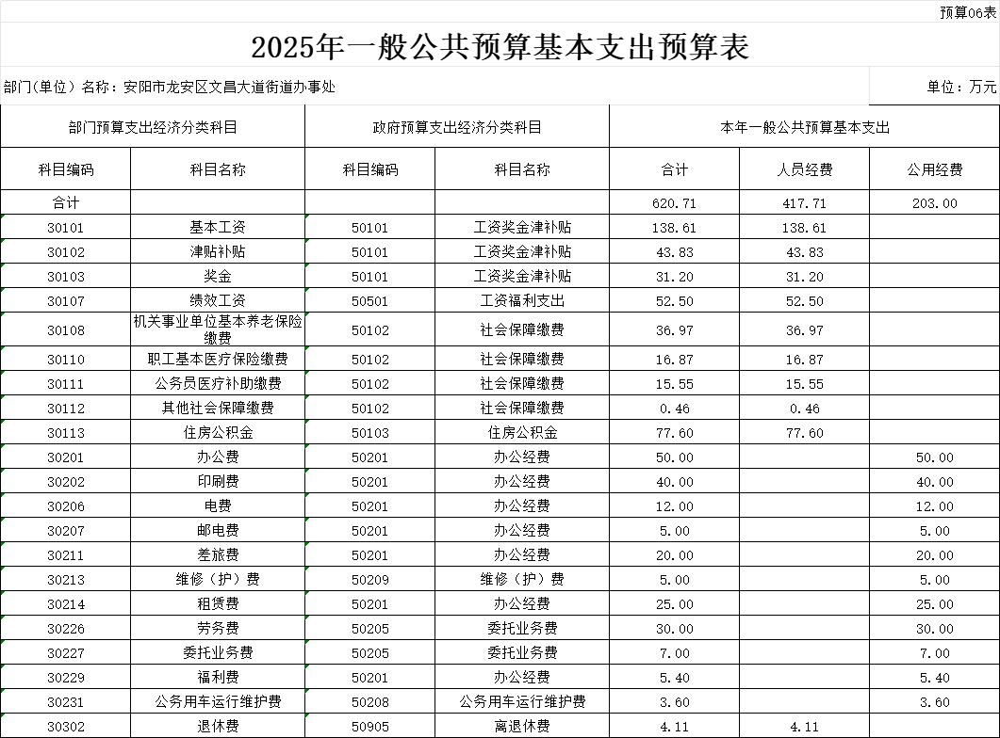 预算06表
2025年一般公共预算基本支出预算表
部门(单位）名称：安阳市龙安区文昌大道街道办事处 单位：万元
部门预算支出经济分类科目 政府预算支出经济分类科目 本年一般公共预算基本支出
科目编码 科目名称 科目编码 科目名称 合计 人员经费 公用经费
合计 620.71 417.71 203.00
30101 基本工资 50101 工资奖金津补贴 138.61 138.61
30102 津贴补贴 50101 工资奖金津补贴 43.83 43.83
30103 奖金 50101 工资奖金津补贴 31.20 31.20
30107 绩效工资 50501 工资福利支出 52.50 52.50
30108 机关事业单位基本养老保险
缴费 50102 社会保障缴费 36.97 36.97
30110 职工基本医疗保险缴费 50102 社会保障缴费 16.87 16.87
30111 公务员医疗补助缴费 50102 社会保障缴费 15.55 15.55
30112 其他社会保障缴费 50102 社会保障缴费 0.46 0.46
30113 住房公积金 50103 住房公积金 77.60 77.60
30201 办公费 50201 办公经费 50.00 50.00
30202 印刷费 50201 办公经费 40.00 40.00
30206 电费 50201 办公经费 12.00 12.00
30207 邮电费 50201 办公经费 5.00 5.00
30211 差旅费 50201 办公经费 20.00 20.00
30213 维修（护）费 50209 维修（护）费 5.00 5.00
30214 租赁费 50201 办公经费 25.00 25.00
30226 劳务费 50205 委托业务费 30.00 30.00
30227 委托业务费 50205 委托业务费 7.00 7.00
30229 福利费 50201 办公经费 5.40 5.40
30231 公务用车运行维护费 50208 公务用车运行维护费 3.60 3.60
30302 退休费 50905 离退休费 4.11 4.11